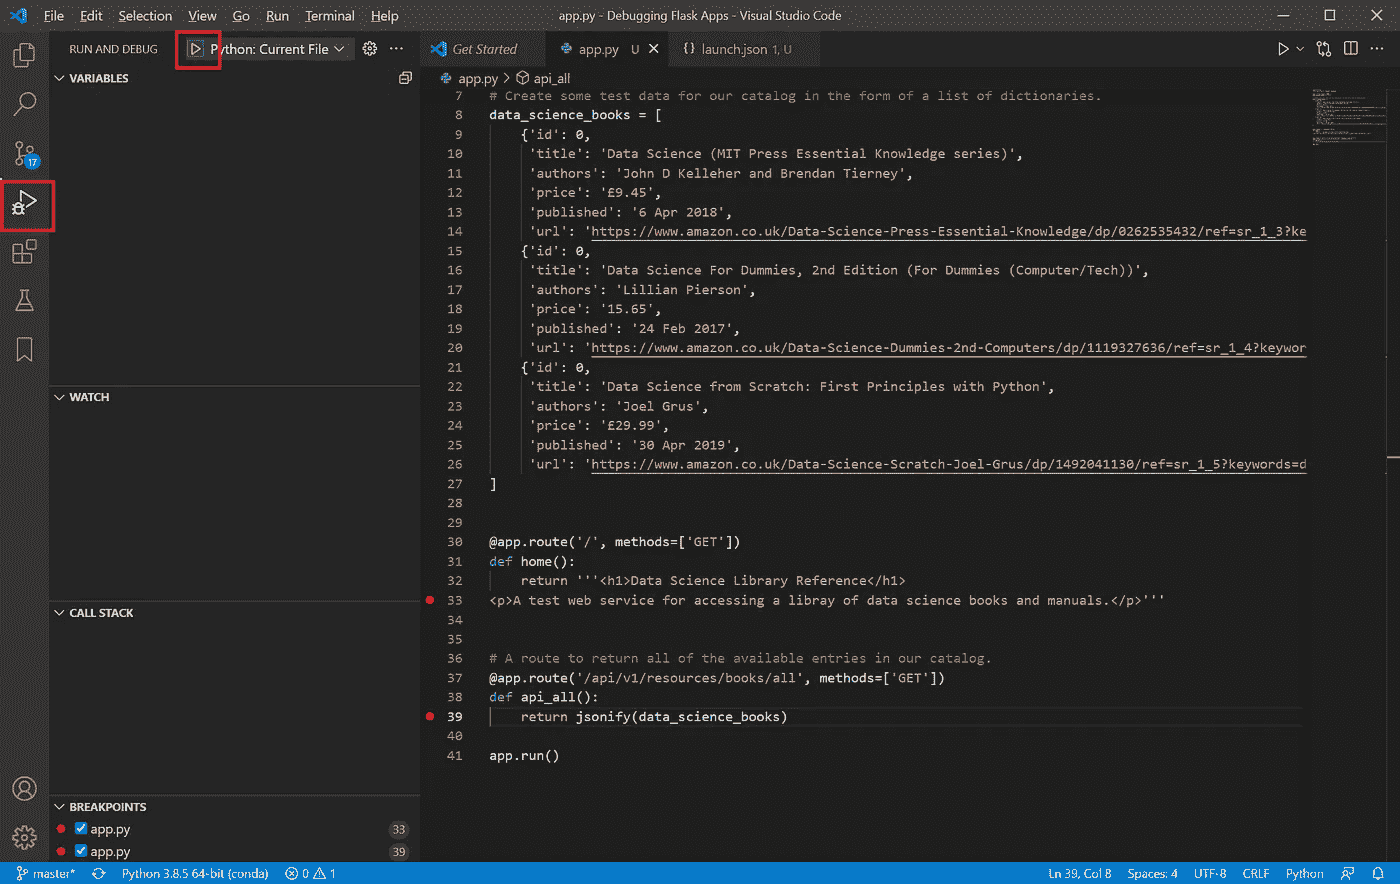 File Edit Selection View Go Run Terminal Help app.py - Debugging Flask Apps - Visual Studio Code
RUN AND DEBUG Python: Current File
Get Started app.py U launch.json 1, U
VARIABLES
app.py > api_all
17
WATCH
CALL STACK
BREAKPOINTS
app.py 33
app.py 39
7 # Create some test data for our catalog in the form of a list of dictionaries.
8 data_science_books = [
9 {'id': 0,
10 'title': 'Data Science (MIT Press Essential Knowledge series)',
11 'authors': 'John D Kelleher and Brendan Tierney',
12 'price': '£9.45',
13 'published': '6 Apr 2018',
14 'url': 'https://www.amazon.co.uk/Data-Science-Press-Essential-Knowledge/dp/0262535432/ref=sr_1_3?ke
15 {'id': 0,
16 'title': 'Data Science For Dummies, 2nd Edition (For Dummies (Computer/Tech))',
17 'authors': 'Lillian Pierson',
18 'price': '15.65',
19 'published': '24 Feb 2017',
20 'url': 'https://www.amazon.co.uk/Data-Science-Dummies-2nd-Computers/dp/1119327636/ref=sr_1_4?keywor
21 {'id': 0,
22 'title': 'Data Science from Scratch: First Principles with Python',
23 'authors': 'Joel Grus',
24 'price': '£29.99',
25 'published': '30 Apr 2019',
26 'url': 'https://www.amazon.co.uk/Data-Science-Scratch-Joel-Grus/dp/1492041130/ref=sr_1_5?keywords=d
27 ]
28
29
30 @app.route('/', methods=['GET'])
31 def home():
32 return '''<h1>Data Science Library Reference</h1>
33 <p>A test web service for accessing a libray of data science books and manuals.</p>'''
34
35
36 # A route to return all of the available entries in our catalog.
37 @app.route('/api/v1/resources/books/all', methods=['GET'])
38 def api_all():
39 return jsonify(data_science_books)
40
41 app.run()
master* Python 3.8.5 64-bit (conda) 0 1 Ln 39, Col 8 Spaces: 4 UTF-8 CRLF Python